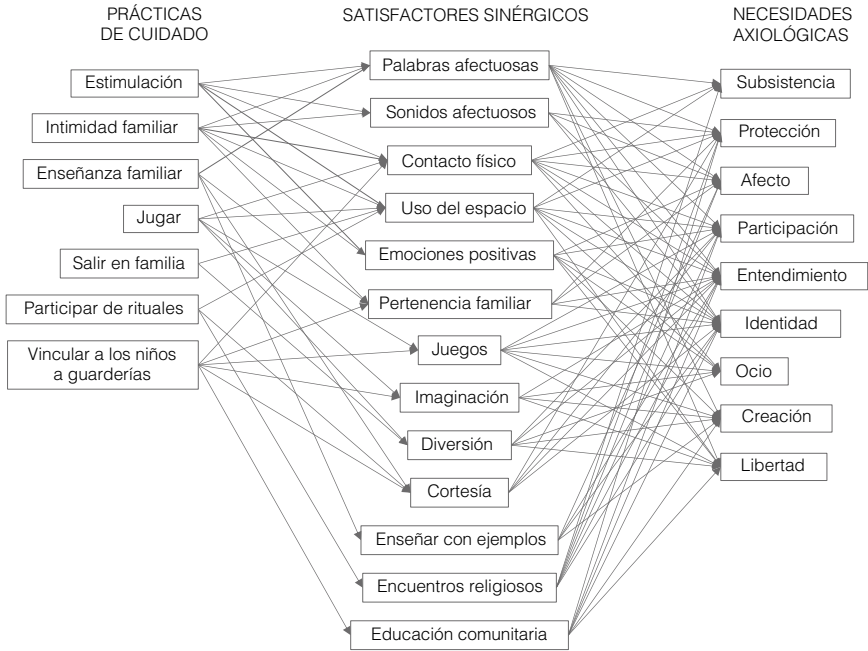 PRÁCTICAS
DE CUIDADO
Estimulación
Intimidad familiar
Enseñanza familiar
Jugar
Salir en familia
Participar de rituales
Vincular a los niños
a guarderías
SATISFACTORES SINÉRGICOS
Palabras afectuosas
Sonidos afectuosos
Contacto físico
Uso del espacio
Emociones positivas
Pertenencia familiar
Juegos
Imaginación
Diversión
Cortesía
Enseñar con ejemplos
Encuentros religiosos
Educación comunitaria
NECESIDADES
AXIOLÓGICAS
Subsistencia
Protección
Afecto
Participación
Entendimiento
Identidad
Ocio
Creación
Libertad